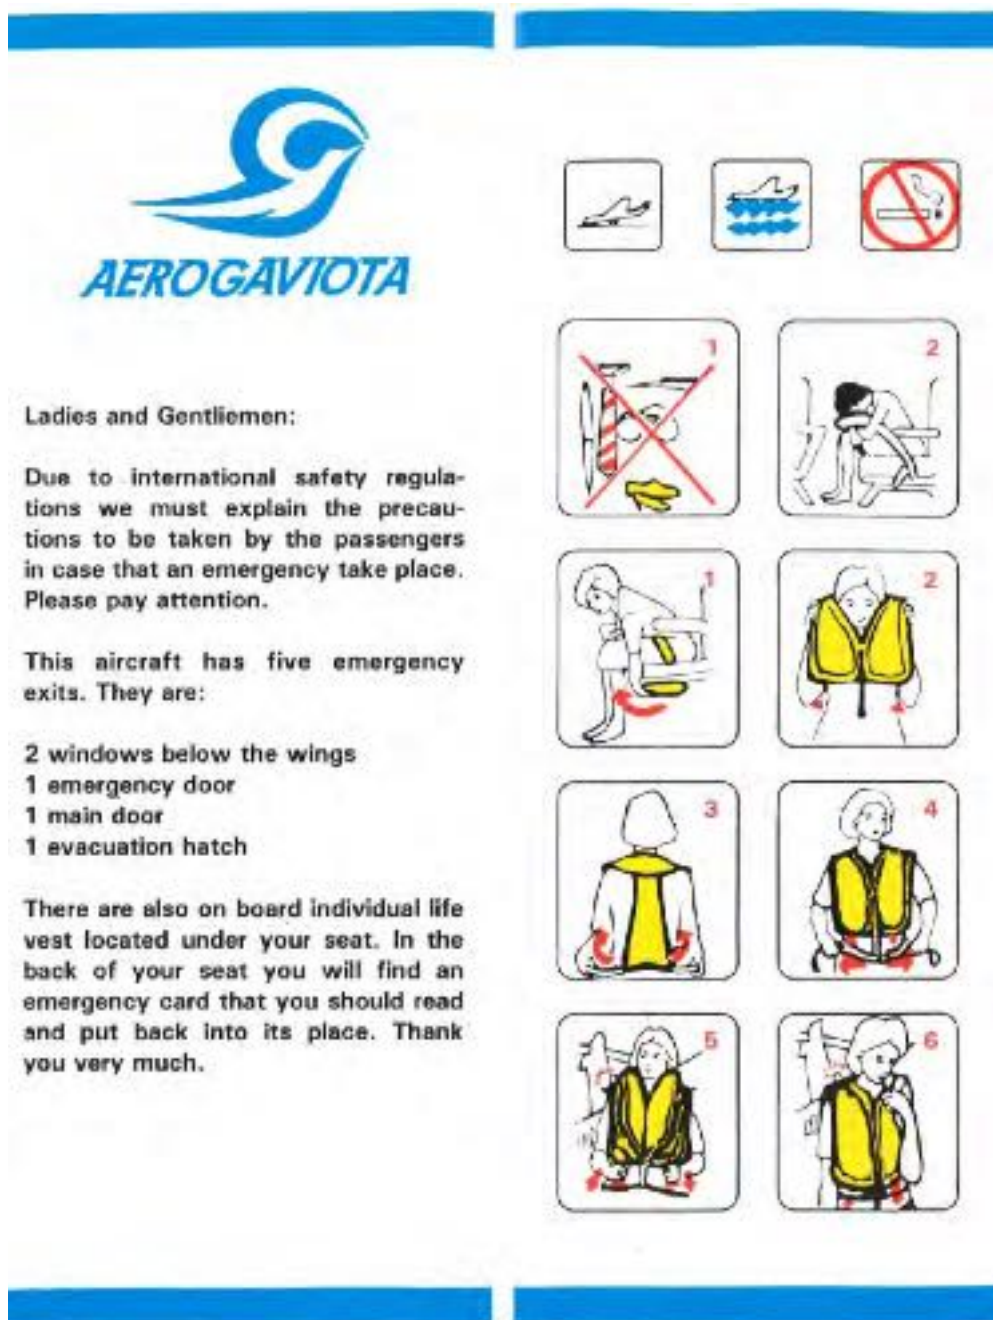 AEROGAVIOTA
Ladies and Gentliemen:
Due to international safety regula-
tions we must explain the precau-
tions to be taken by the passengers
in case that an emergency take place.
Please pay attention.
This aircraft has five emergency
exits. They are:
2 windows below the wings
1 emergency door
1 main door
1 evacuation hatch
There are also on board individual life
vest located under your seat. In the
back of your seat you will find an
emergency card that you should read
and put back into its place. Thank
you very much.
1
2
1
2
3
4
5
6